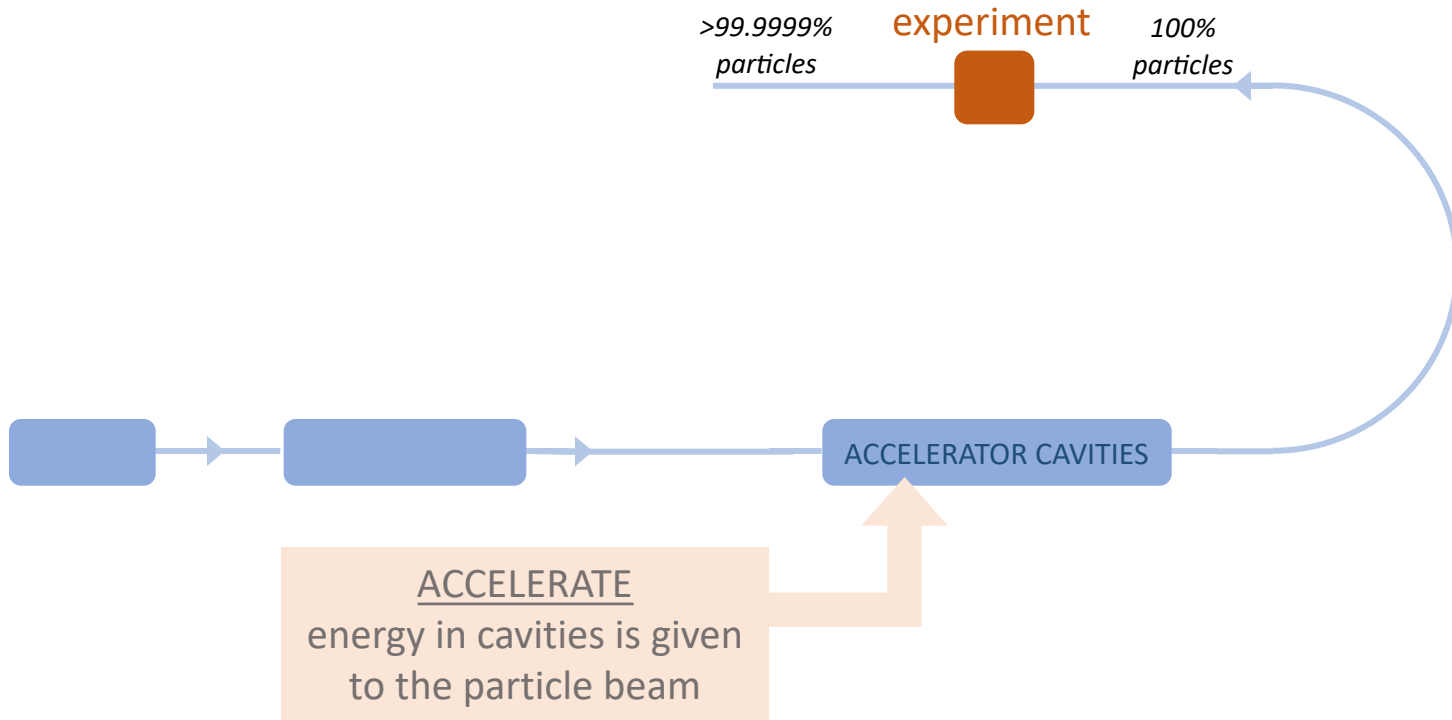 >99.9999%
particles
experiment
100%
particles
ACCELERATOR CAVITIES
ACCELERATE
energy in cavities is given
to the particle beam